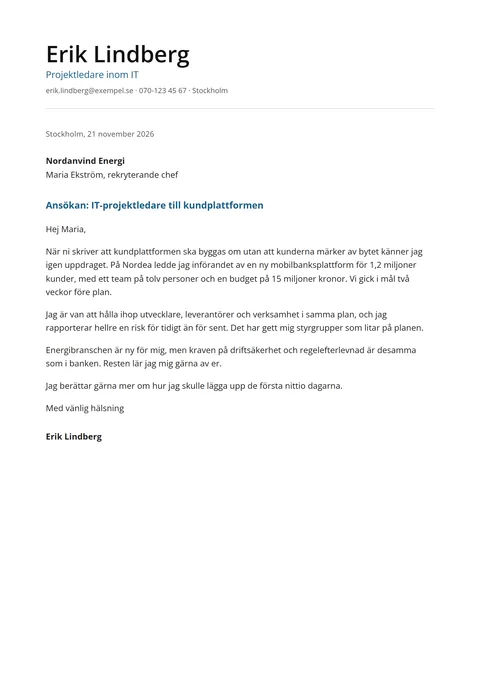 Erik Lindberg
Projektledare inom IT
erik.lindberg@exempel.se · 070-123 45 67 · Stockholm
Stockholm, 21 november 2026
Nordanvind Energi
Maria Ekström, rekryterande chef
Ansökan: IT-projektledare till kundplattformen
Hej Maria,
När ni skriver att kundplattformen ska byggas om utan att kunderna märker av bytet känner jag
igen uppdraget. På Nordea ledde jag införandet av en ny mobilbanksplattform för 1,2 miljoner
kunder, med ett team på tolv personer och en budget på 15 miljoner kronor. Vi gick i mål två
veckor före plan.
Jag är van att hålla ihop utvecklare, leverantörer och verksamhet i samma plan, och jag
rapporterar hellre en risk för tidigt än för sent. Det har gett mig styrgrupper som litar på planen.
Energibranschen är ny för mig, men kraven på driftsäkerhet och regelefterlevnad är desamma
som i banken. Resten lär jag mig gärna av er.
Jag berättar gärna mer om hur jag skulle lägga upp de första nittio dagarna.
Med vänlig hälsning
Erik Lindberg